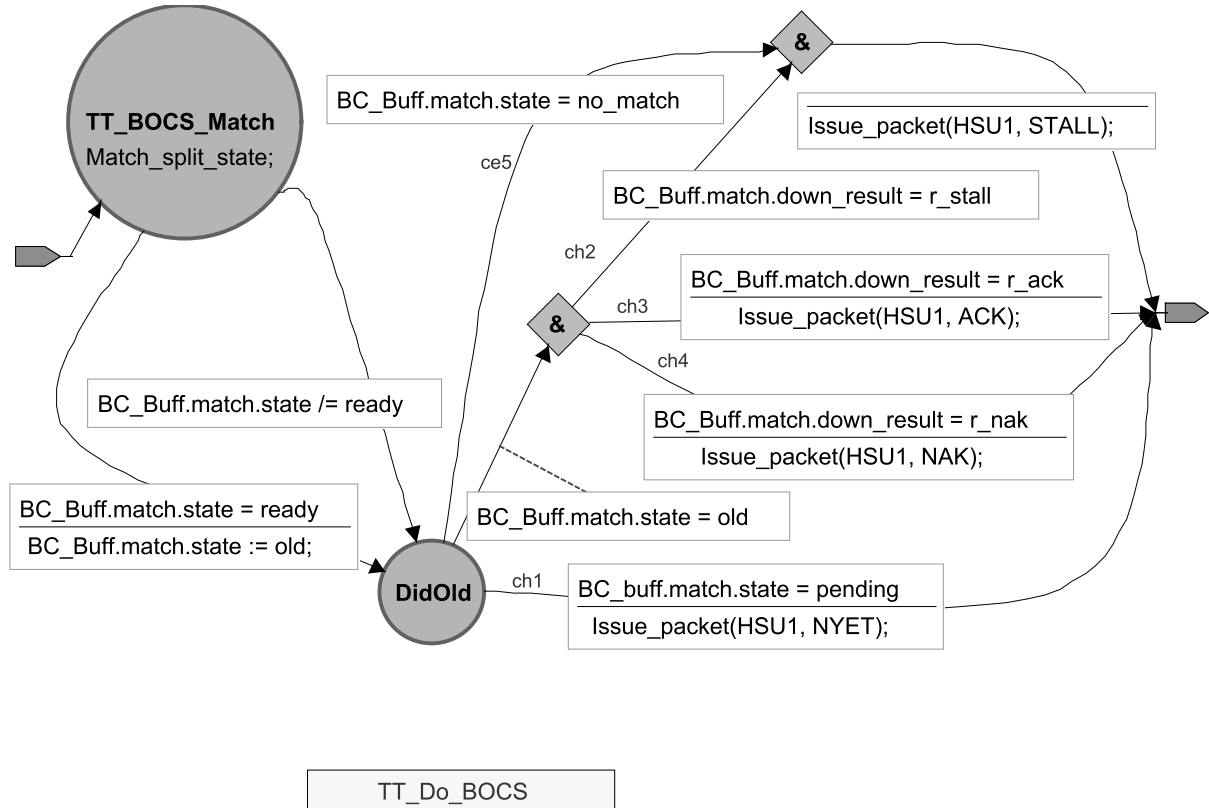 &
BC_Buff.match.state = no_match
TT_BOCS_Match
Match_split_state;
Issue_packet(HSU1, STALL);
ce5
BC_Buff.match.down_result = r_stall
ch2
BC_Buff.match.down_result = r_ack
Issue_packet(HSU1, ACK);
ch3
&
ch4
BC_Buff.match.state /= ready
BC_Buff.match.down_result = r_nak
Issue_packet(HSU1, NAK);
BC_Buff.match.state = ready
BC_Buff.match.state := old;
BC_Buff.match.state = old
DidOld
ch1
BC_buff.match.state = pending
Issue_packet(HSU1, NYET);
TT_Do_BOCS